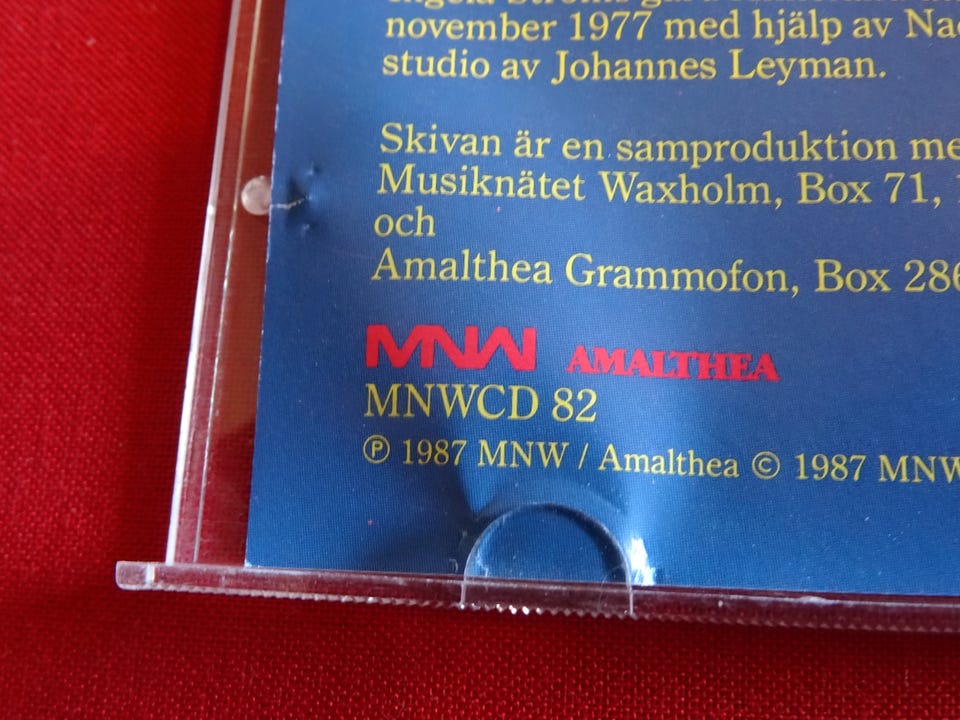 november 1977 med hjälp av
studio av Johannes Leyman.
Skivan är en samproduktion
Musiknätet Waxholm, Box 71,
och
Amalthea Grammofon, Box
MNW AMALTHEA
MNWCD 82
℗ 1987 MNW / Amalthea © 1987 MNW